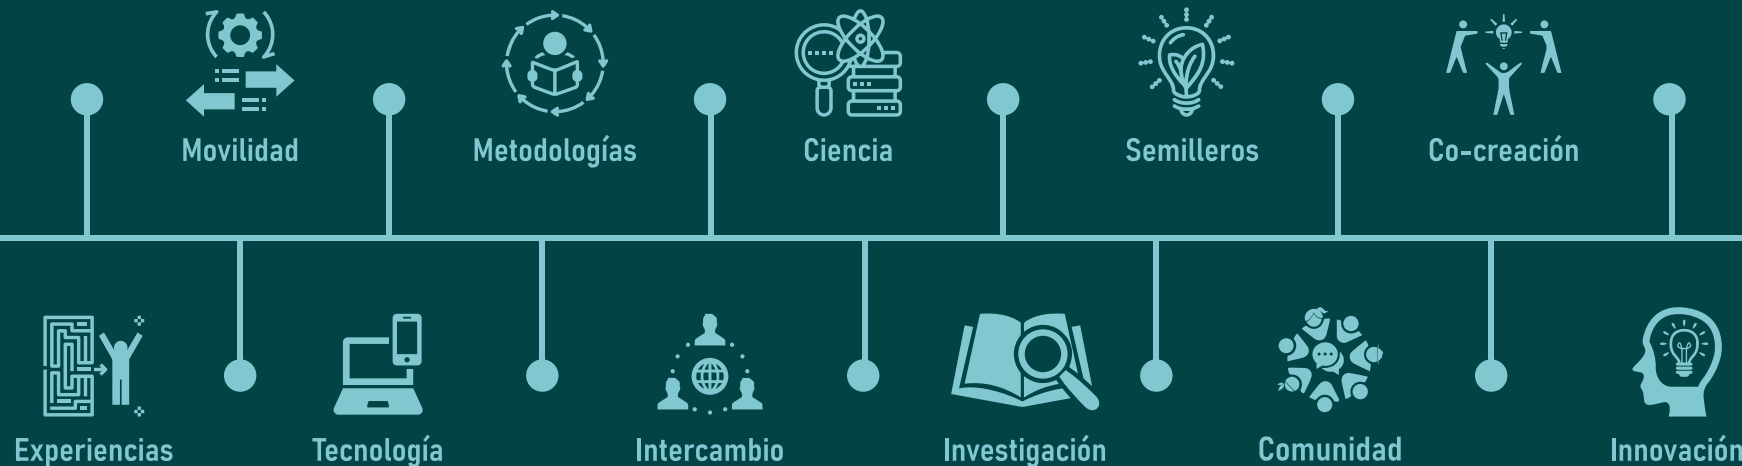 Movilidad
Metodologías
Ciencia
Semilleros
Co-creación
Experiencias
Tecnología
Intercambio
Investigación
Comunidad
Innovación